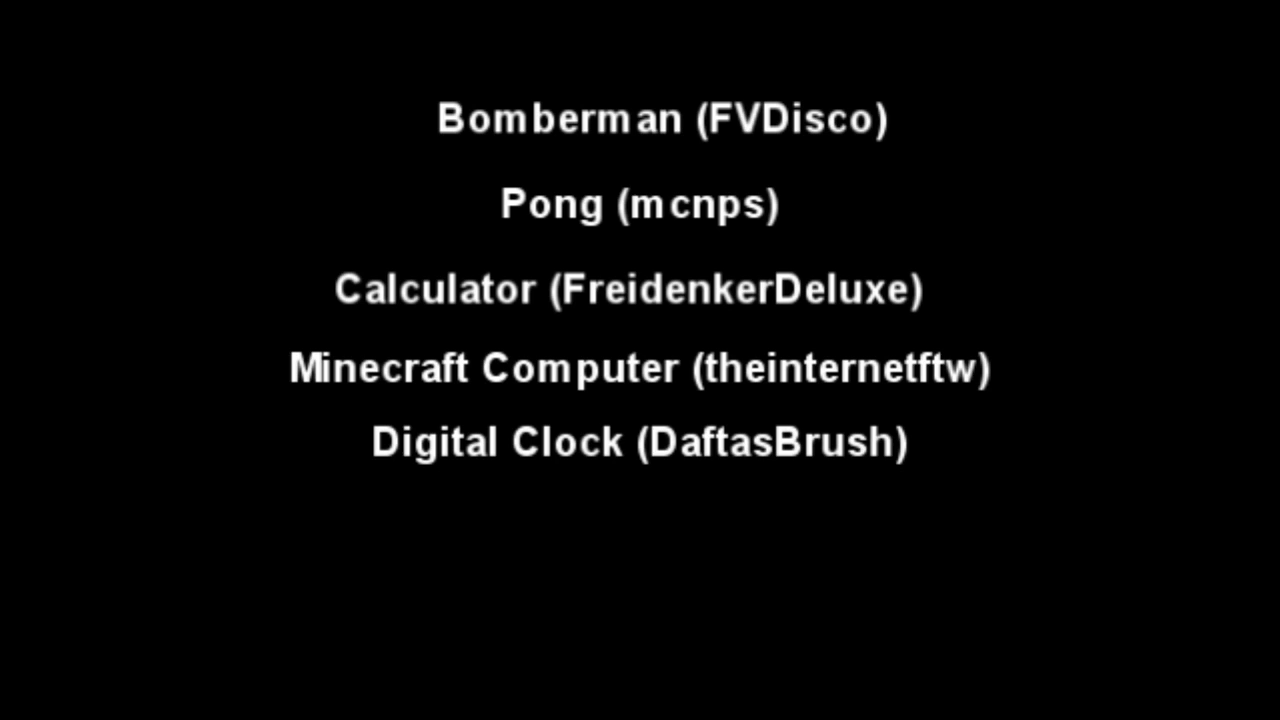 Bomberman (FVDisco)
Pong (mcnps)
Calculator (FreidenkerDeluxe)
Minecraft Computer (theinternetftw)
Digital Clock (DaftasBrush)